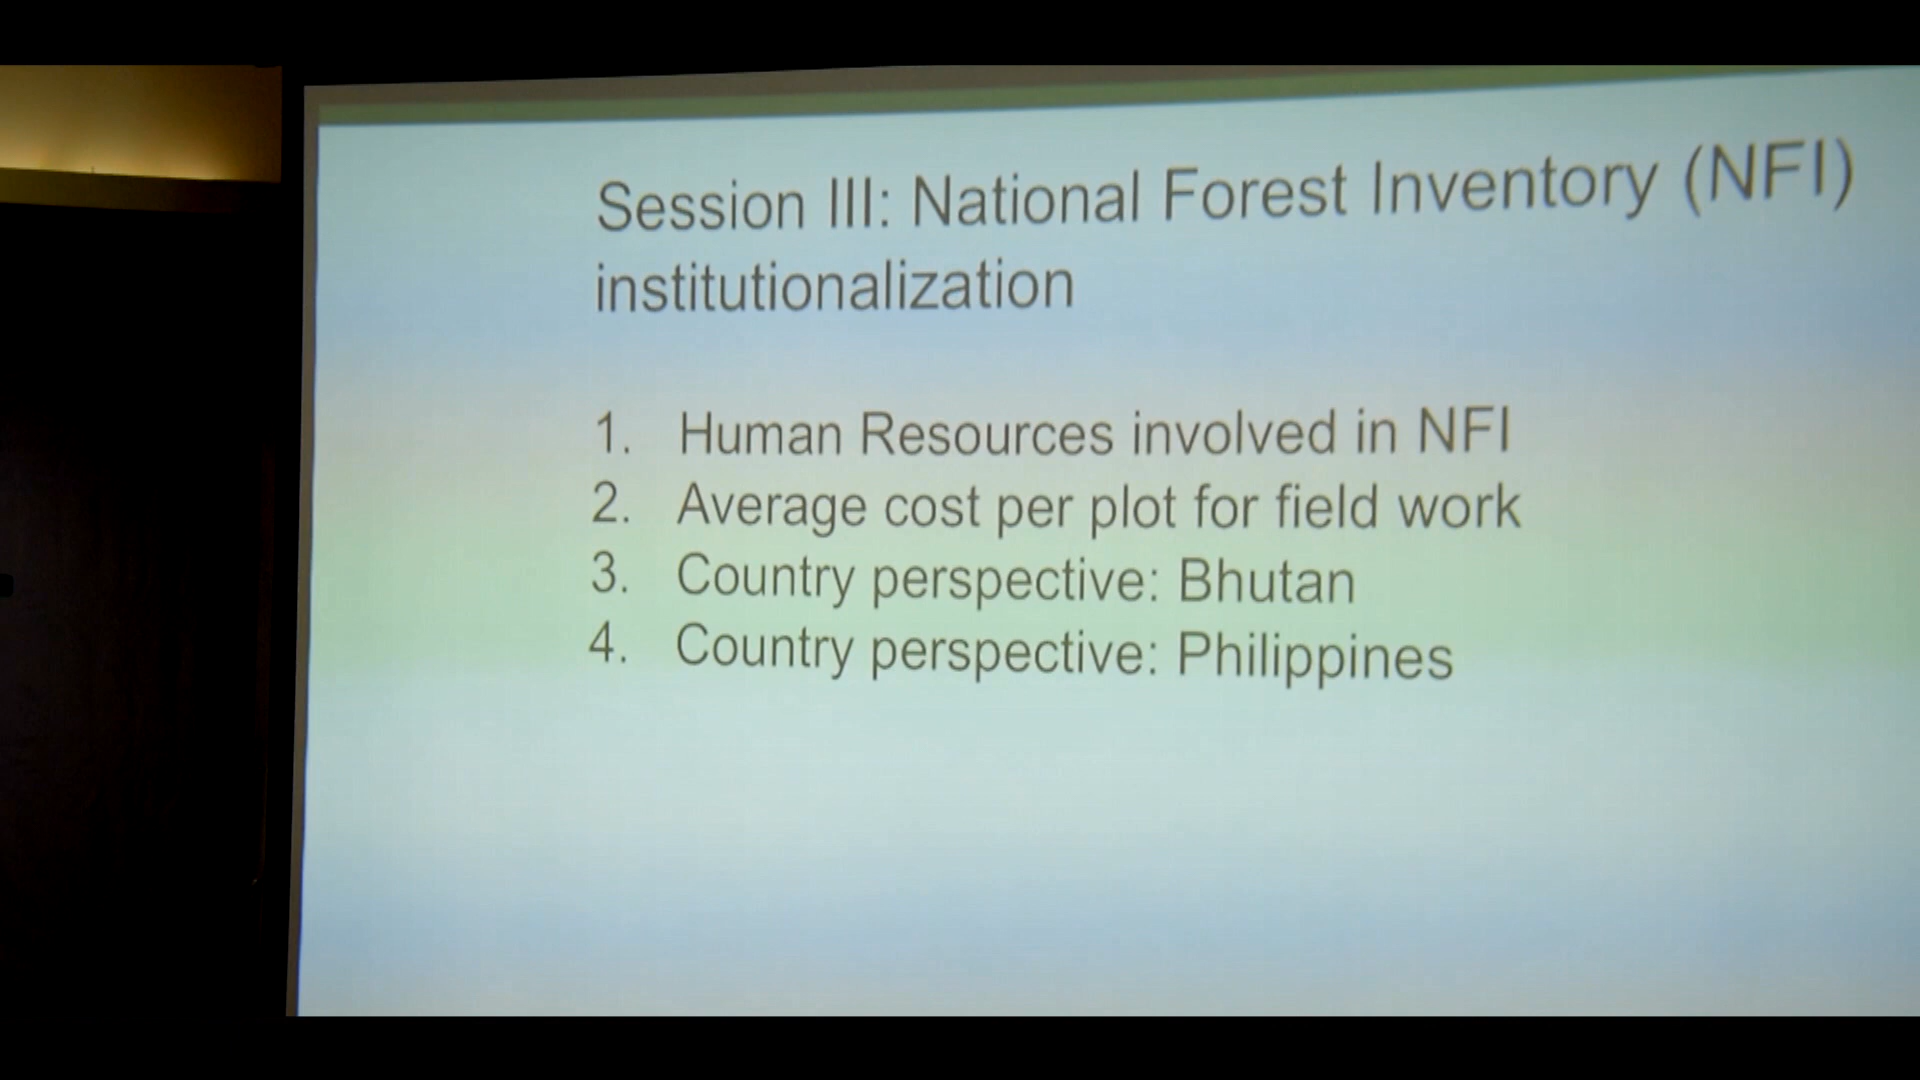 Session III: National Forest Inventory (NFI)
institutionalization
1. Human Resources involved in NFI
2. Average cost per plot for field work
3. Country perspective: Bhutan
4. Country perspective: Philippines